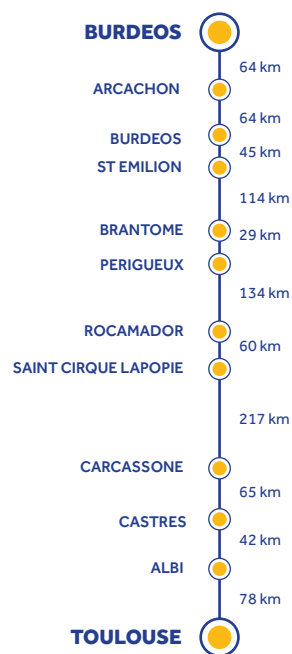 BURDEOS
64 km
ARCACHON
64 km
BURDEOS
45 km
ST EMILION
114 km
BRANTOME
29 km
PERIGUEUX
134 km
ROCAMADOR
60 km
SAINT CIRQUE LAPOPIE
217 km
CARCASSONE
65 km
CASTRES
42 km
ALBI
78 km
TOULOUSE